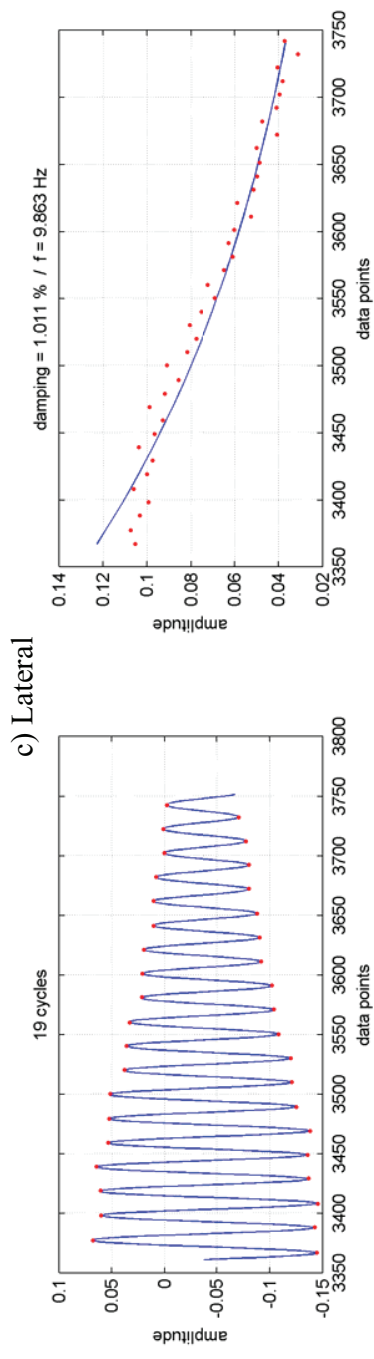 c) Lateral
19 cycles
0.1
0.05
0
-0.05
-0.1
-0.15
amplitude
3350 3400 3450 3500 3550 3600 3650 3700 3750 3800
data points
damping = 1.011 % / f = 9.863 Hz
0.14
0.12
0.1
0.08
0.06
0.04
0.02
amplitude
3350 3400 3450 3500 3550 3600 3650 3700 3750
data points